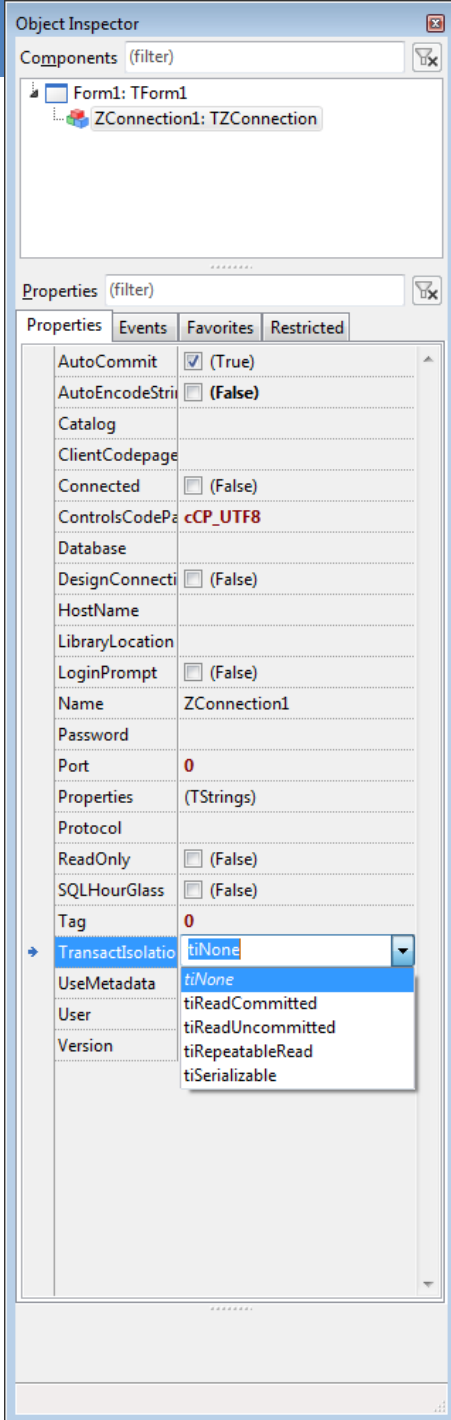 Object Inspector
Components (filter)
Form1: TForm1
ZConnection1: TZConnection
Properties (filter)
Properties Events Favorites Restricted
AutoCommit (True)
AutoEncodeStri (False)
Catalog
ClientCodepage
Connected (False)
ControlsCodePa cCP_UTF8
Database
DesignConnecti (False)
HostName
LibraryLocation
LoginPrompt (False)
Name ZConnection1
Password
Port 0
Properties (TStrings)
Protocol
ReadOnly (False)
SQLHourGlass (False)
Tag 0
TransactIsolatio tiNone
UseMetadata tiNone
tiReadCommitted
User tiReadUncommitted
Version tiRepeatableRead
tiSerializable